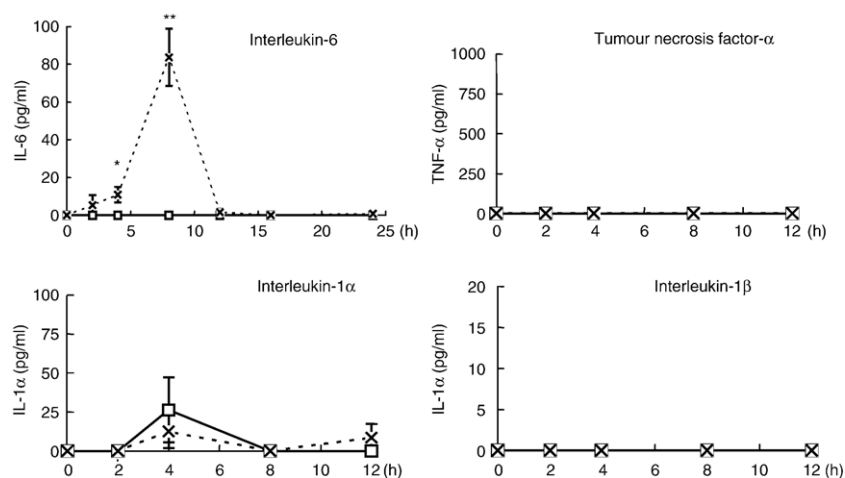 **
Interleukin-6
*
IL-6 (pg/ml)
100
80
60
40
20
0
0 5 10 15 20 25 (h)
Tumour necrosis factor-α
TNF-α (pg/ml)
1000
750
500
250
0
0 2 4 6 8 10 12 (h)
Interleukin-1α
IL-1α (pg/ml)
100
75
50
25
0
0 2 4 6 8 10 12 (h)
Interleukin-1β
IL-1α (pg/ml)
20
15
10
5
0
0 2 4 6 8 10 12 (h)